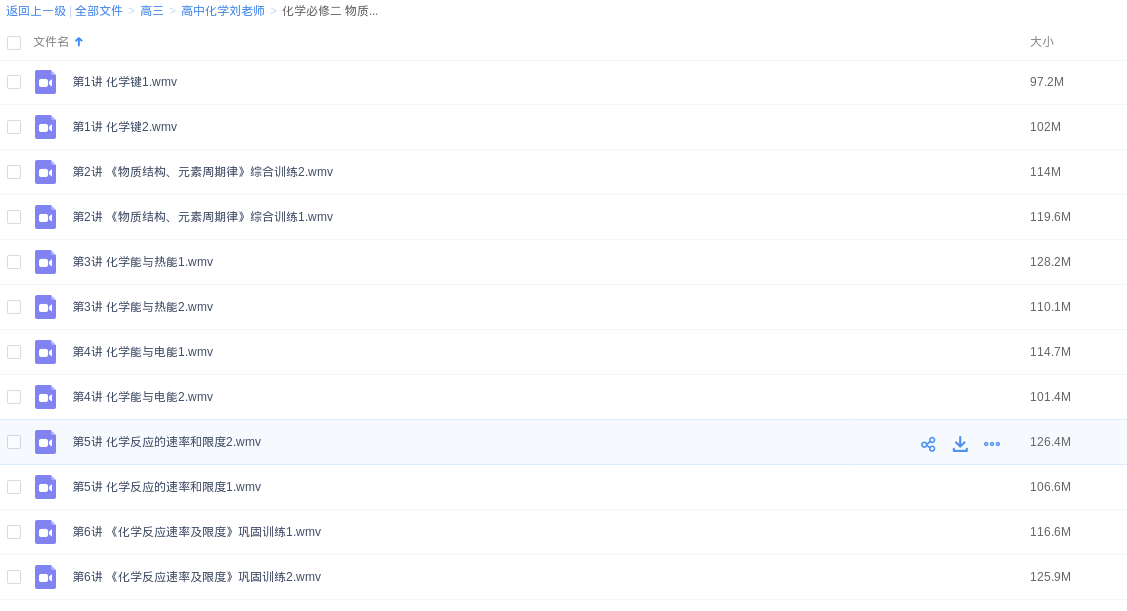 返回上一级 | 全部文件 > 高三 > 高中化学刘老师 > 化学必修二 物质...
文件名 大小
第1讲 化学键1.wmv 97.2M
第1讲 化学键2.wmv 102M
第2讲 《物质结构、元素周期律》综合训练2.wmv 114M
第2讲 《物质结构、元素周期律》综合训练1.wmv 119.6M
第3讲 化学能与热能1.wmv 128.2M
第3讲 化学能与热能2.wmv 110.1M
第4讲 化学能与电能1.wmv 114.7M
第4讲 化学能与电能2.wmv 101.4M
第5讲 化学反应的速率和限度2.wmv 126.4M
第5讲 化学反应的速率和限度1.wmv 106.6M
第6讲 《化学反应速率及限度》巩固训练1.wmv 116.6M
第6讲 《化学反应速率及限度》巩固训练2.wmv 125.9M